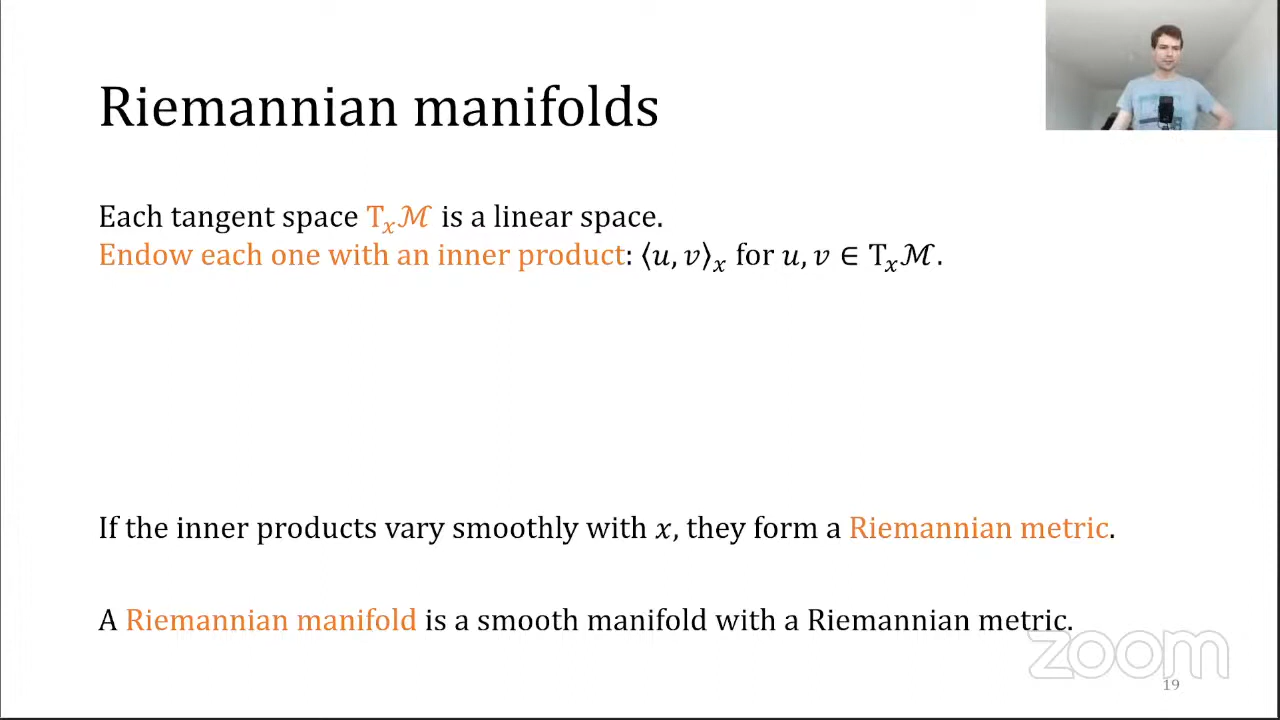 Riemannian manifolds
Each tangent space Tₓℳ is a linear space.
Endow each one with an inner product: ⟨u, v⟩ₓ for u, v ∈ Tₓℳ.
If the inner products vary smoothly with x, they form a Riemannian metric.
A Riemannian manifold is a smooth manifold with a Riemannian metric.
zoom
19